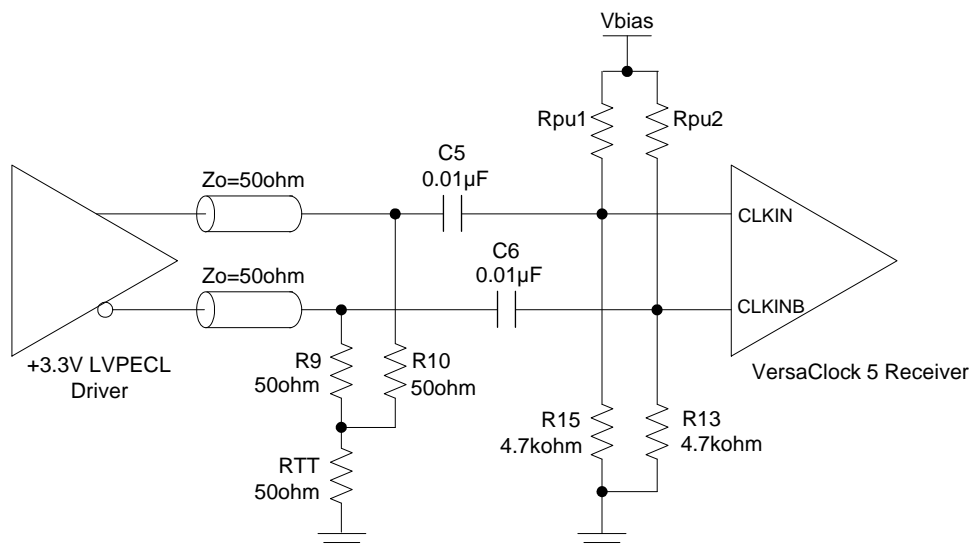 Vbias
Rpu1
Rpu2
C5
0.01µF
Zo=50ohm
CLKIN
C6
0.01µF
Zo=50ohm
CLKINB
+3.3V LVPECL
Driver
R9
50ohm
R10
50ohm
VersaClock 5 Receiver
R15
4.7kohm
R13
4.7kohm
RTT
50ohm